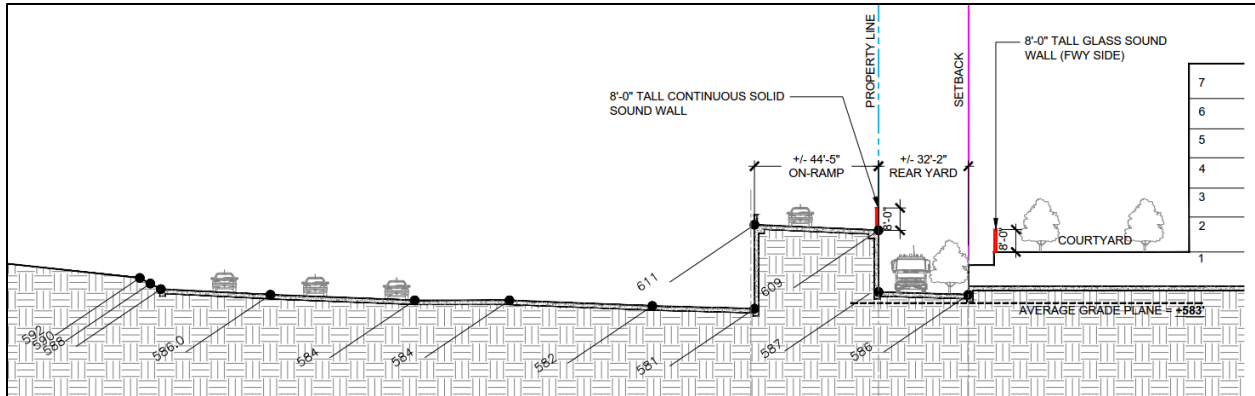 PROPERTY LINE
SETBACK
8'-0" TALL GLASS SOUND
WALL (FWY SIDE)
8'-0" TALL CONTINUOUS SOLID
SOUND WALL
+/- 44'-5"
ON-RAMP
+/- 32'-2"
REAR YARD
8'-0"
8'-0"
COURTYARD
7
6
5
4
3
2
1
611
609
AVERAGE GRADE PLANE = +583'
592
590
588
586.0
584
584
582
581
587
586